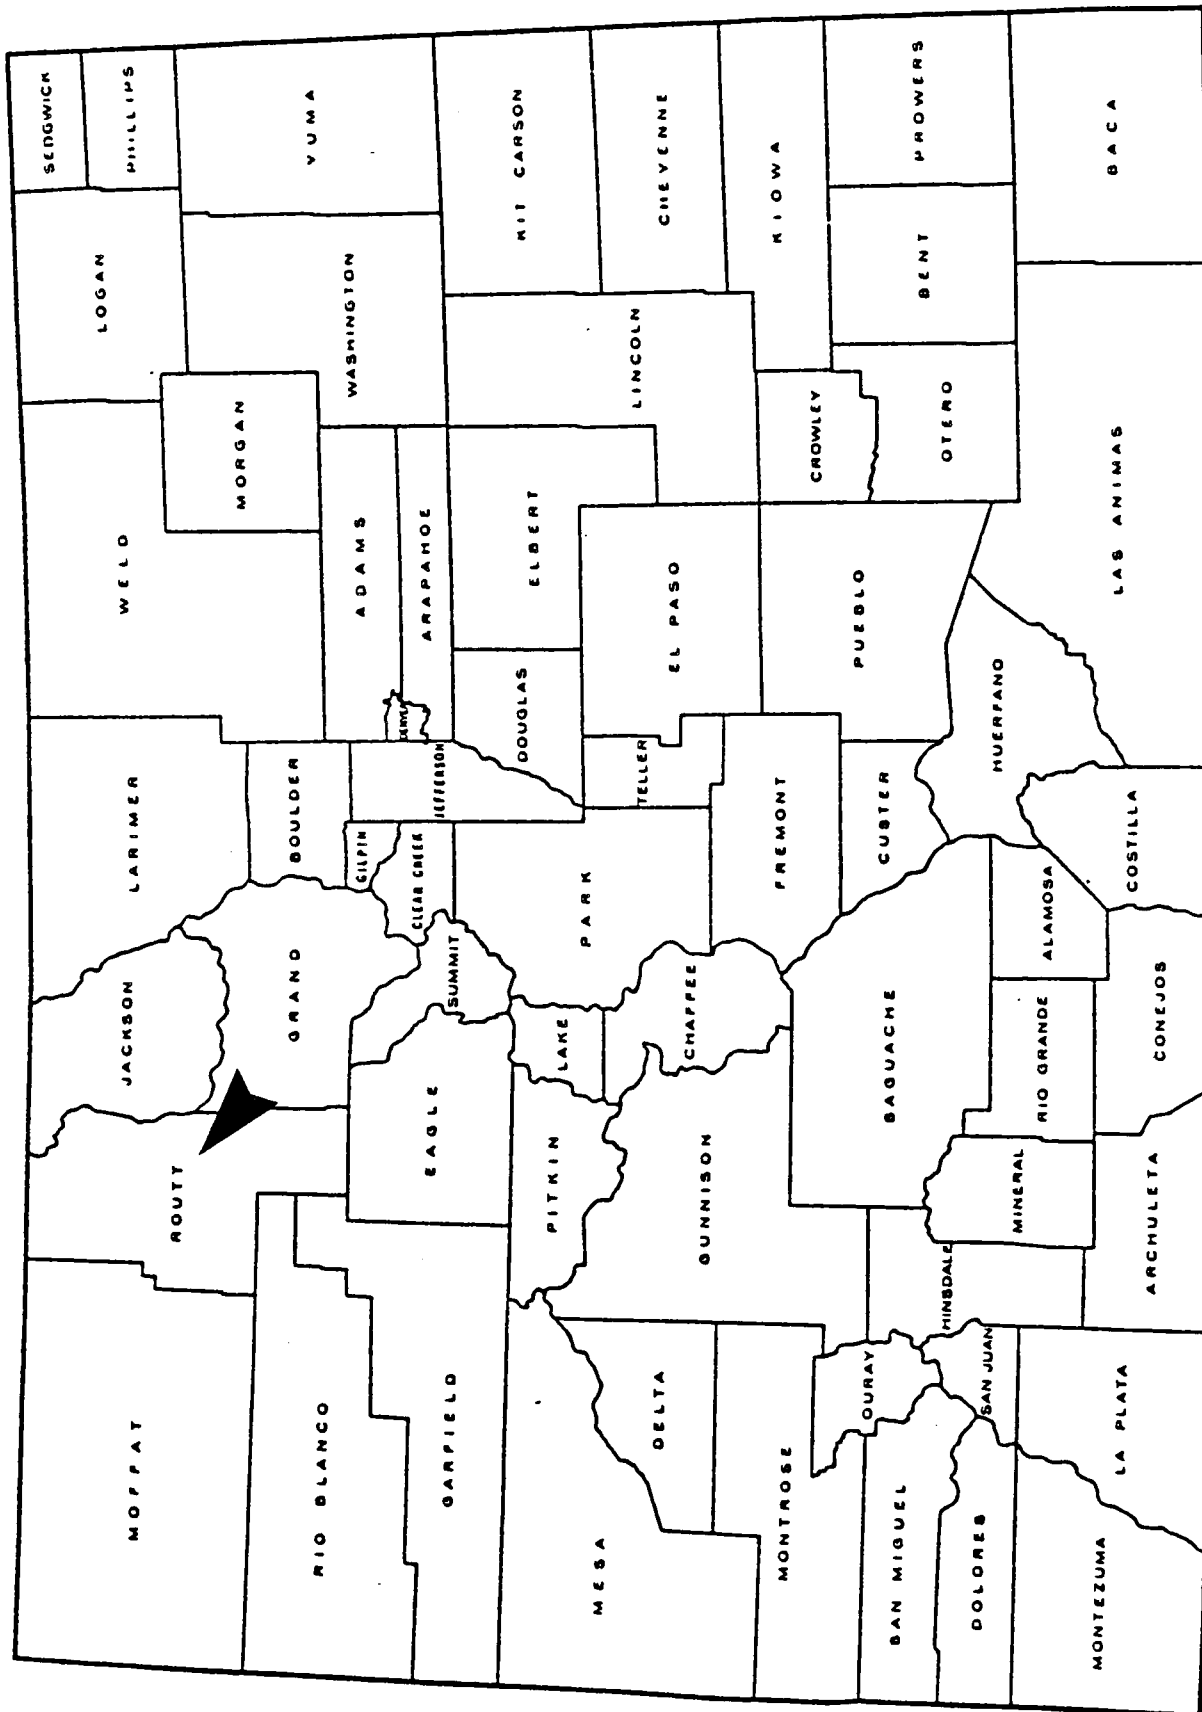 MOFFAT
ROUTT
JACKSON
LARIMER
WELD
LOGAN
SEDGWICK
PHILLIPS
RIO BLANCO
GRAND
BOULDER
MORGAN
WASHINGTON
YUMA
GARFIELD
EAGLE
SUMMIT
GILPIN
CLEAR CREEK
JEFFERSON
DENVER
ADAMS
ARAPAHOE
MESA
PITKIN
LAKE
PARK
DOUGLAS
ELBERT
LINCOLN
KIT CARSON
DELTA
GUNNISON
CHAFFEE
TELLER
EL PASO
CHEYENNE
MONTROSE
FREMONT
PUEBLO
CROWLEY
KIOWA
OURAY
SAN MIGUEL
HINSDALE
SAGUACHE
CUSTER
OTERO
BENT
PROWERS
DOLORES
SAN JUAN
MINERAL
RIO GRANDE
ALAMOSA
HUERFANO
MONTEZUMA
LA PLATA
ARCHULETA
CONEJOS
COSTILLA
LAS ANIMAS
BACA